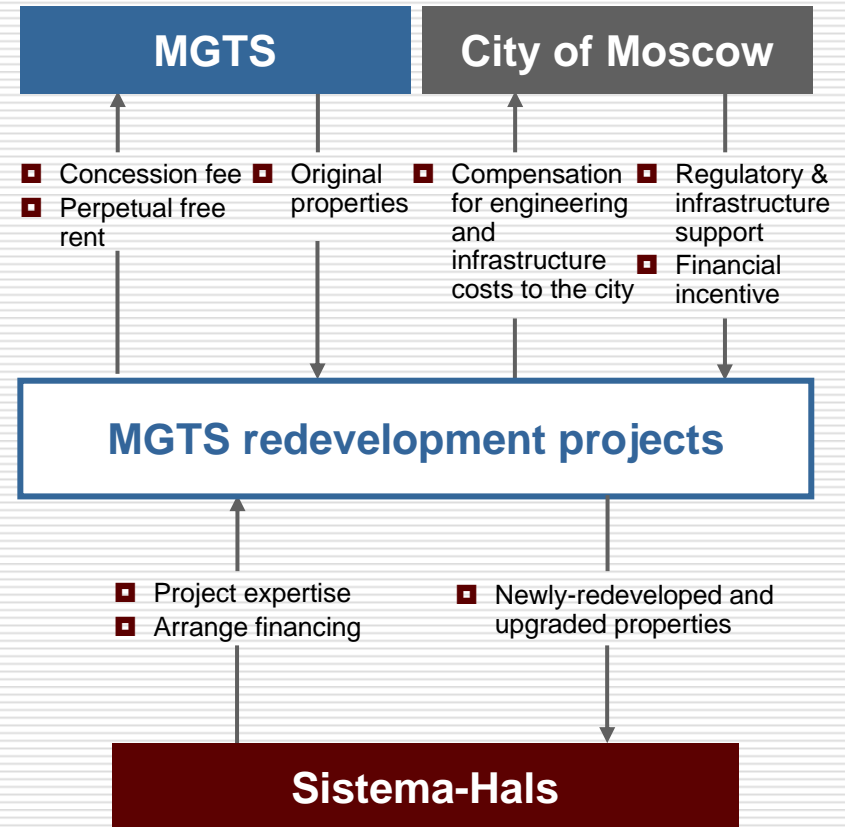 MGTS
City of Moscow
Concession fee
Perpetual free
rent
Original
properties
Compensation
for engineering
and
infrastructure
costs to the city
Regulatory &
infrastructure
support
Financial
incentive
MGTS redevelopment projects
Project expertise
Arrange financing
Newly-redeveloped and
upgraded properties
Sistema-Hals